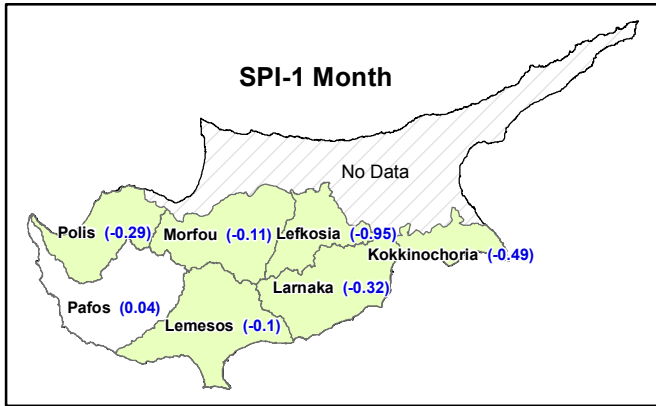 SPI-1 Month
No Data
Polis (-0.29)
Morfou (-0.11)
Lefkosia (-0.95)
Kokkinochoria (-0.49)
Larnaka (-0.32)
Pafos (0.04)
Lemesos (-0.1)